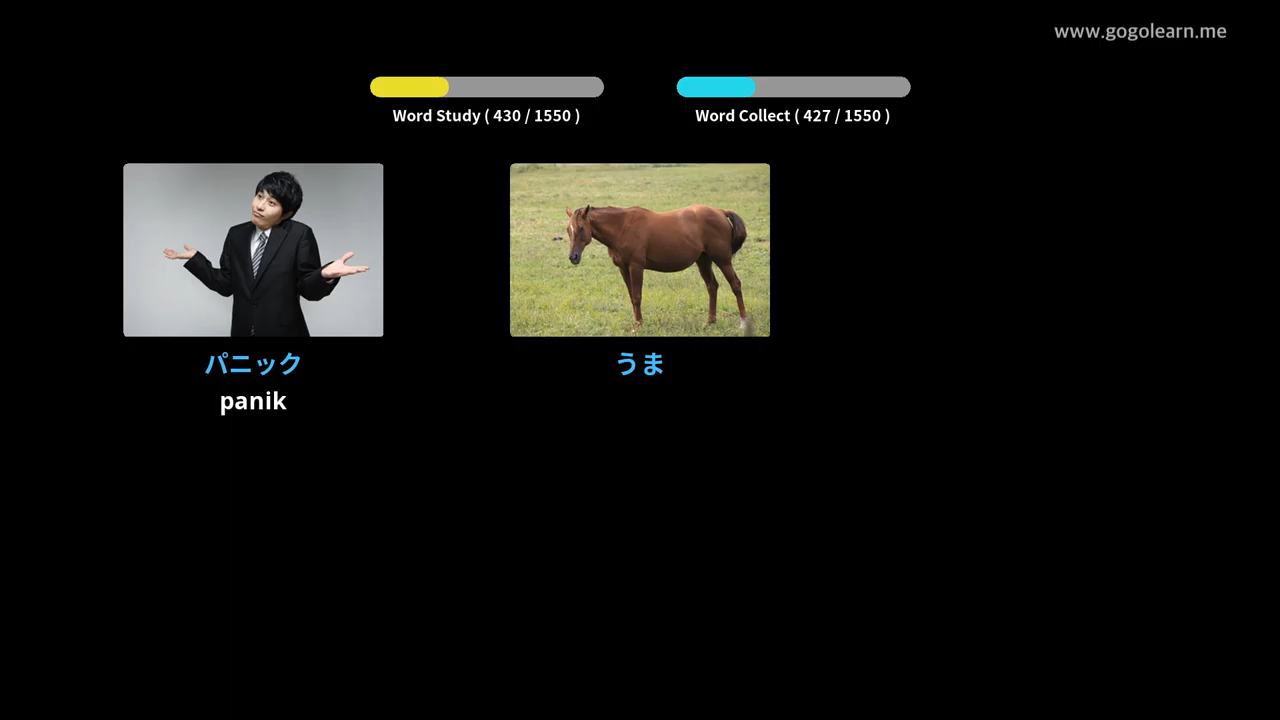 www.gogolearn.me
Word Study ( 430 / 1550 )
Word Collect ( 427 / 1550 )
パニック
panik
うま